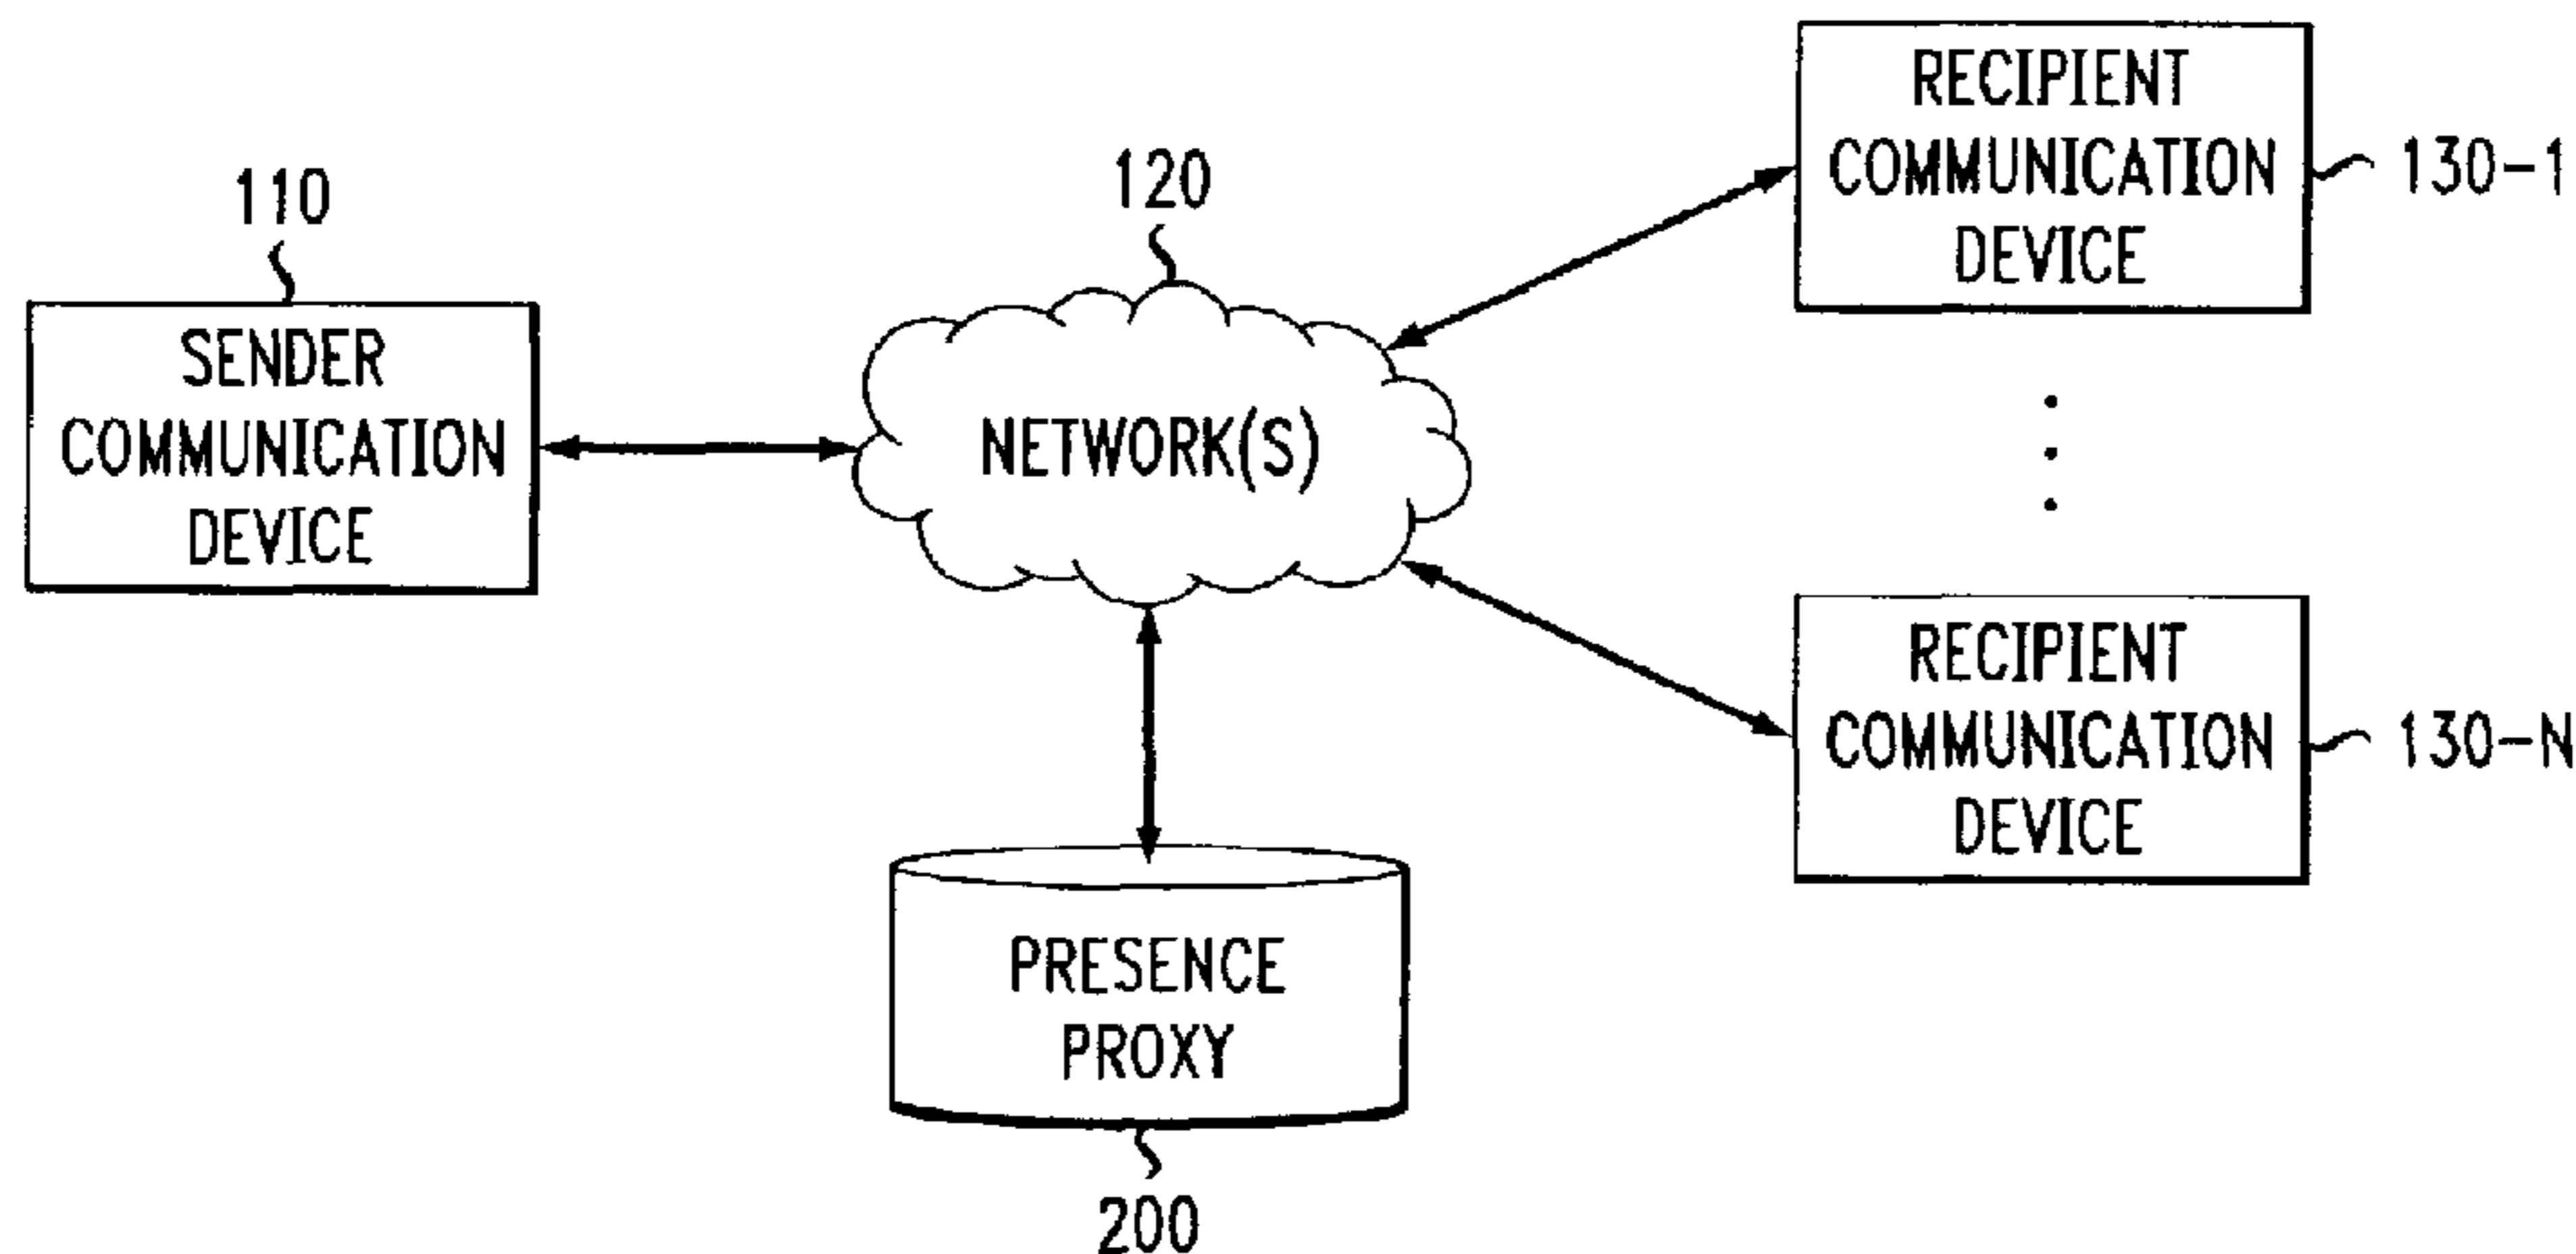 110
SENDER
COMMUNICATION
DEVICE
120
NETWORK(S)
RECIPIENT
COMMUNICATION
DEVICE
130-1
RECIPIENT
COMMUNICATION
DEVICE
130-N
PRESENCE
PROXY
200